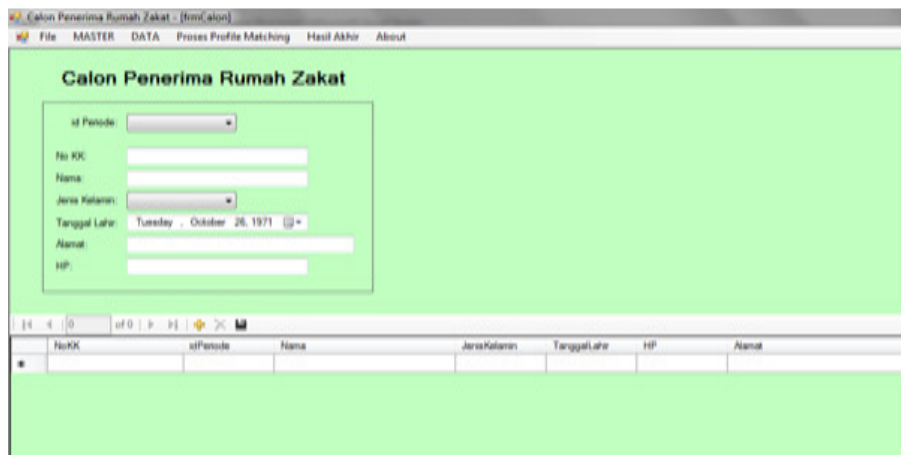 Calon Penerima Rumah Zakat - [frmCalon]
File MASTER DATA Proses Profile Matching Hasil Akhir About
Calon Penerima Rumah Zakat
id Periode:
No KK:
Nama:
Jenis Kelamin:
Tanggal Lahir: Tuesday , October 26, 1971
Alamat:
HP:
0 of 0
NoKK idPeriode Nama JenisKelamin TanggalLahir HP Alamat